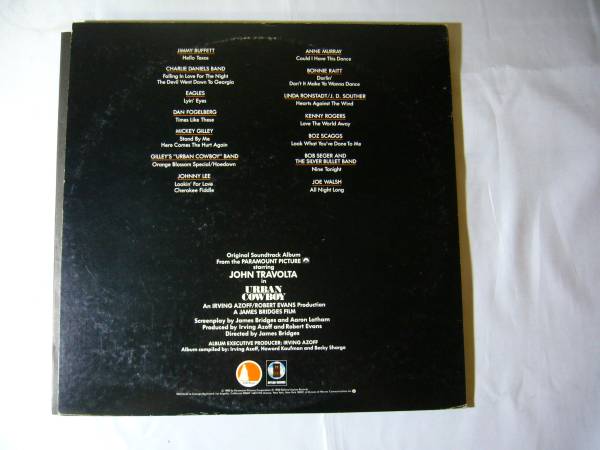 JIMMY BUFFETT
Hello Texas
CHARLIE DANIELS BAND
Falling In Love For The Night
The Devil Went Down To Georgia
EAGLES
Lyin' Eyes
DAN FOGELBERG
Times Like These
MICKEY GILLEY
Stand By Me
Here Comes The Hurt Again
GILLEY'S "URBAN COWBOY" BAND
Orange Blossom Special/Hoedown
JOHNNY LEE
Lookin' For Love
Cherokee Fiddle
ANNE MURRAY
Could I Have This Dance
BONNIE RAITT
Darlin'
Don't It Make Ya Wanna Dance
LINDA RONSTADT/J. D. SOUTHER
Hearts Against The Wind
KENNY ROGERS
Love The World Away
BOZ SCAGGS
Look What You've Done To Me
BOB SEGER AND
THE SILVER BULLET BAND
Nine Tonight
JOE WALSH
All Night Long
Original Soundtrack Album
From the PARAMOUNT PICTURE
starring
JOHN TRAVOLTA
in
URBAN
COWBOY
An IRVING AZOFF/ROBERT EVANS Production
A JAMES BRIDGES FILM
Screenplay by James Bridges and Aaron Latham
Produced by Irving Azoff and Robert Evans
Directed by James Bridges
ALBUM EXECUTIVE PRODUCER: IRVING AZOFF
Album compiled by: Irving Azoff, Howard Kaufman and Becky Shargo